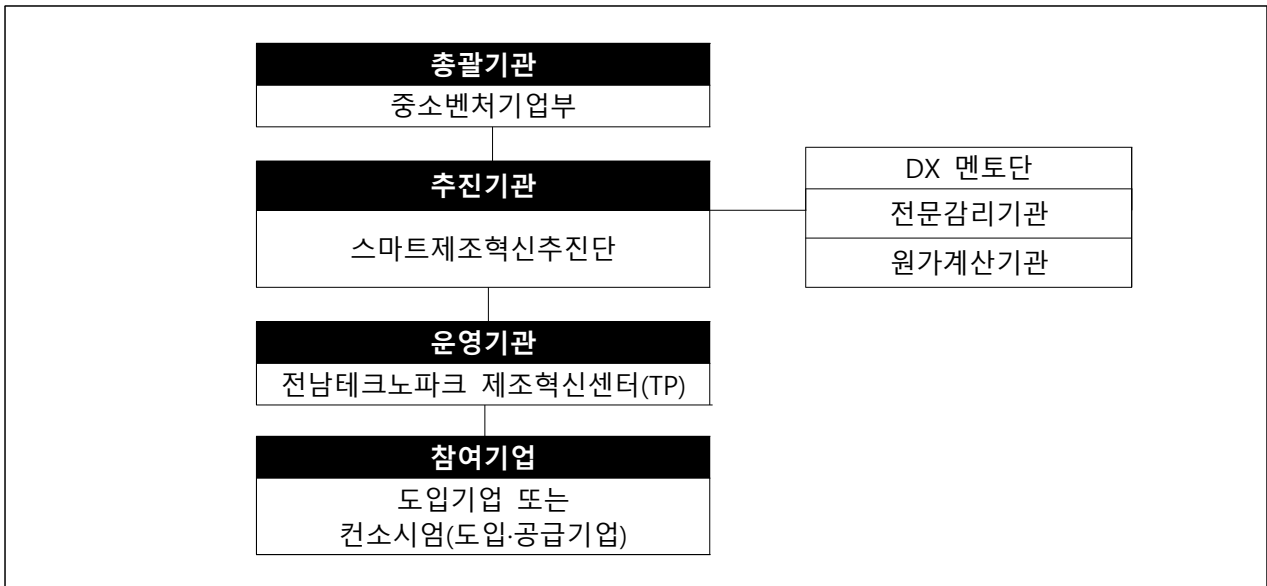 총괄기관
중소벤처기업부
추진기관
스마트제조혁신추진단
DX 멘토단
전문감리기관
원가계산기관
운영기관
전남테크노파크 제조혁신센터(TP)
참여기업
도입기업 또는
컨소시엄(도입·공급기업)